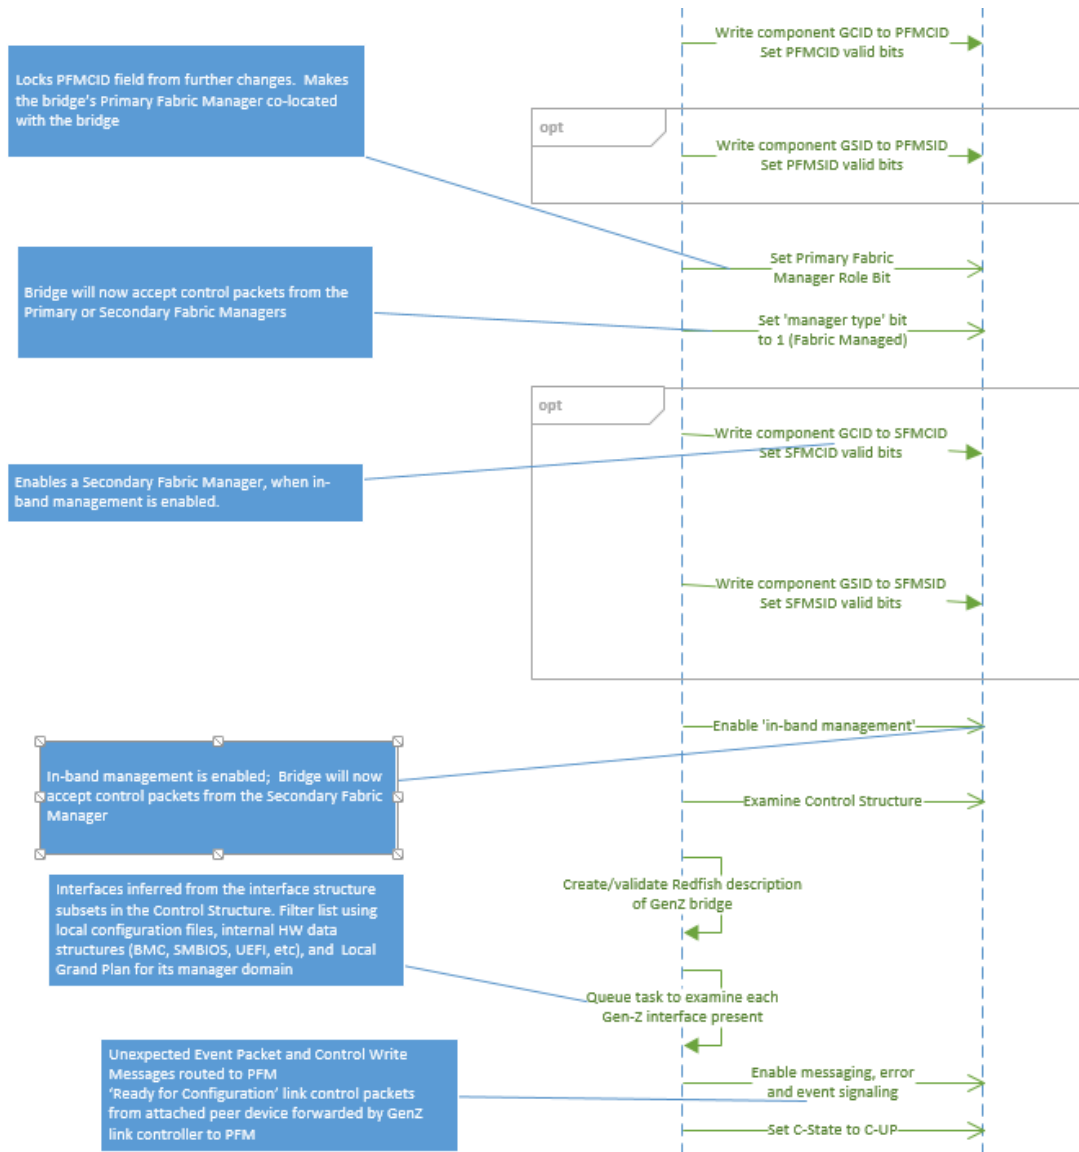 Write component GCID to PFMCID
Set PFMCID valid bits
Locks PFMCID field from further changes.  Makes
the bridge's Primary Fabric Manager co-located
with the bridge
opt
Write component GSID to PFMSID
Set PFMSID valid bits
Set Primary Fabric
Manager Role Bit
Bridge will now accept control packets from the
Primary or Secondary Fabric Managers
Set 'manager type' bit
to 1 (Fabric Managed)
opt
Write component GCID to SFMCID
Set SFMCID valid bits
Enables a Secondary Fabric Manager, when in-
band management is enabled.
Write component GSID to SFMSID
Set SFMSID valid bits
Enable 'in-band management'
In-band management is enabled;  Bridge will now
accept control packets from the Secondary Fabric
Manager
Examine Control Structure
Create/validate Redfish description
of GenZ bridge
Interfaces inferred from the interface structure
subsets in the Control Structure. Filter list using
local configuration files, internal HW data
structures (BMC, SMBIOS, UEFI, etc), and  Local
Grand Plan for its manager domain
Queue task to examine each
Gen-Z interface present
Unexpected Event Packet and Control Write
Messages routed to PFM
‘Ready for Configuration’ link control packets
from attached peer device forwarded by GenZ
link controller to PFM
Enable messaging, error
and event signaling
Set C-State to C-UP